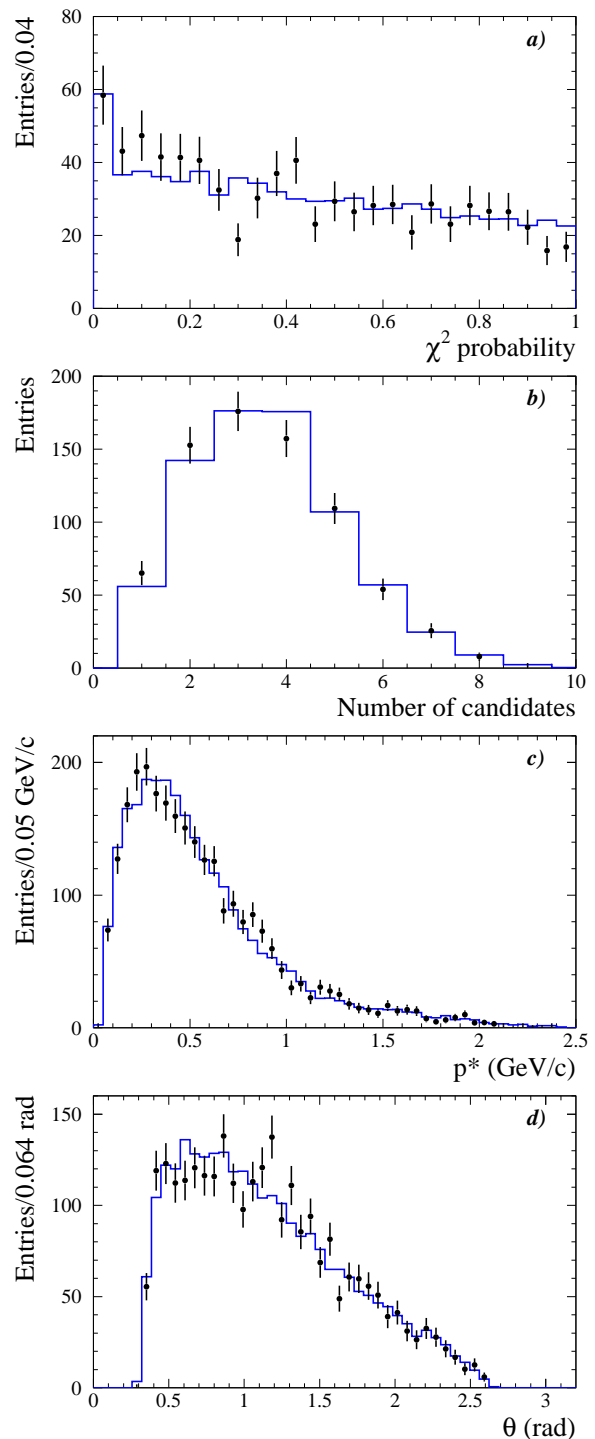 Entries/0.04
80
60
40
20
0
a)
0 0.2 0.4 0.6 0.8 1
χ² probability
Entries
200
150
100
50
0
b)
0 2 4 6 8 10
Number of candidates
Entries/0.05 GeV/c
200
100
0
c)
0 0.5 1 1.5 2 2.5
p* (GeV/c)
Entries/0.064 rad
150
100
50
0
d)
0 0.5 1 1.5 2 2.5 3
θ (rad)